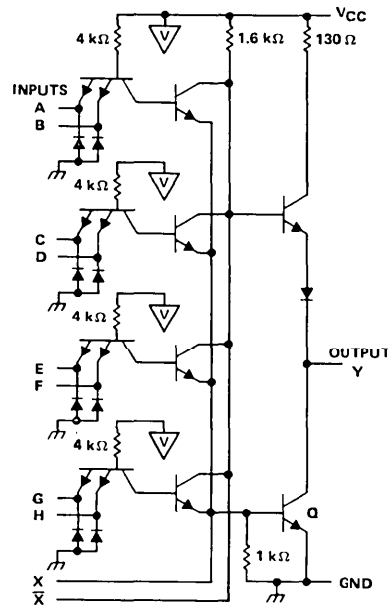 VCC
4 kΩ
V
1.6 kΩ
130 Ω
INPUTS
A
B
4 kΩ
V
C
D
4 kΩ
V
OUTPUT
Y
E
F
4 kΩ
V
G
H
Q
1 kΩ
X
GND
X̅